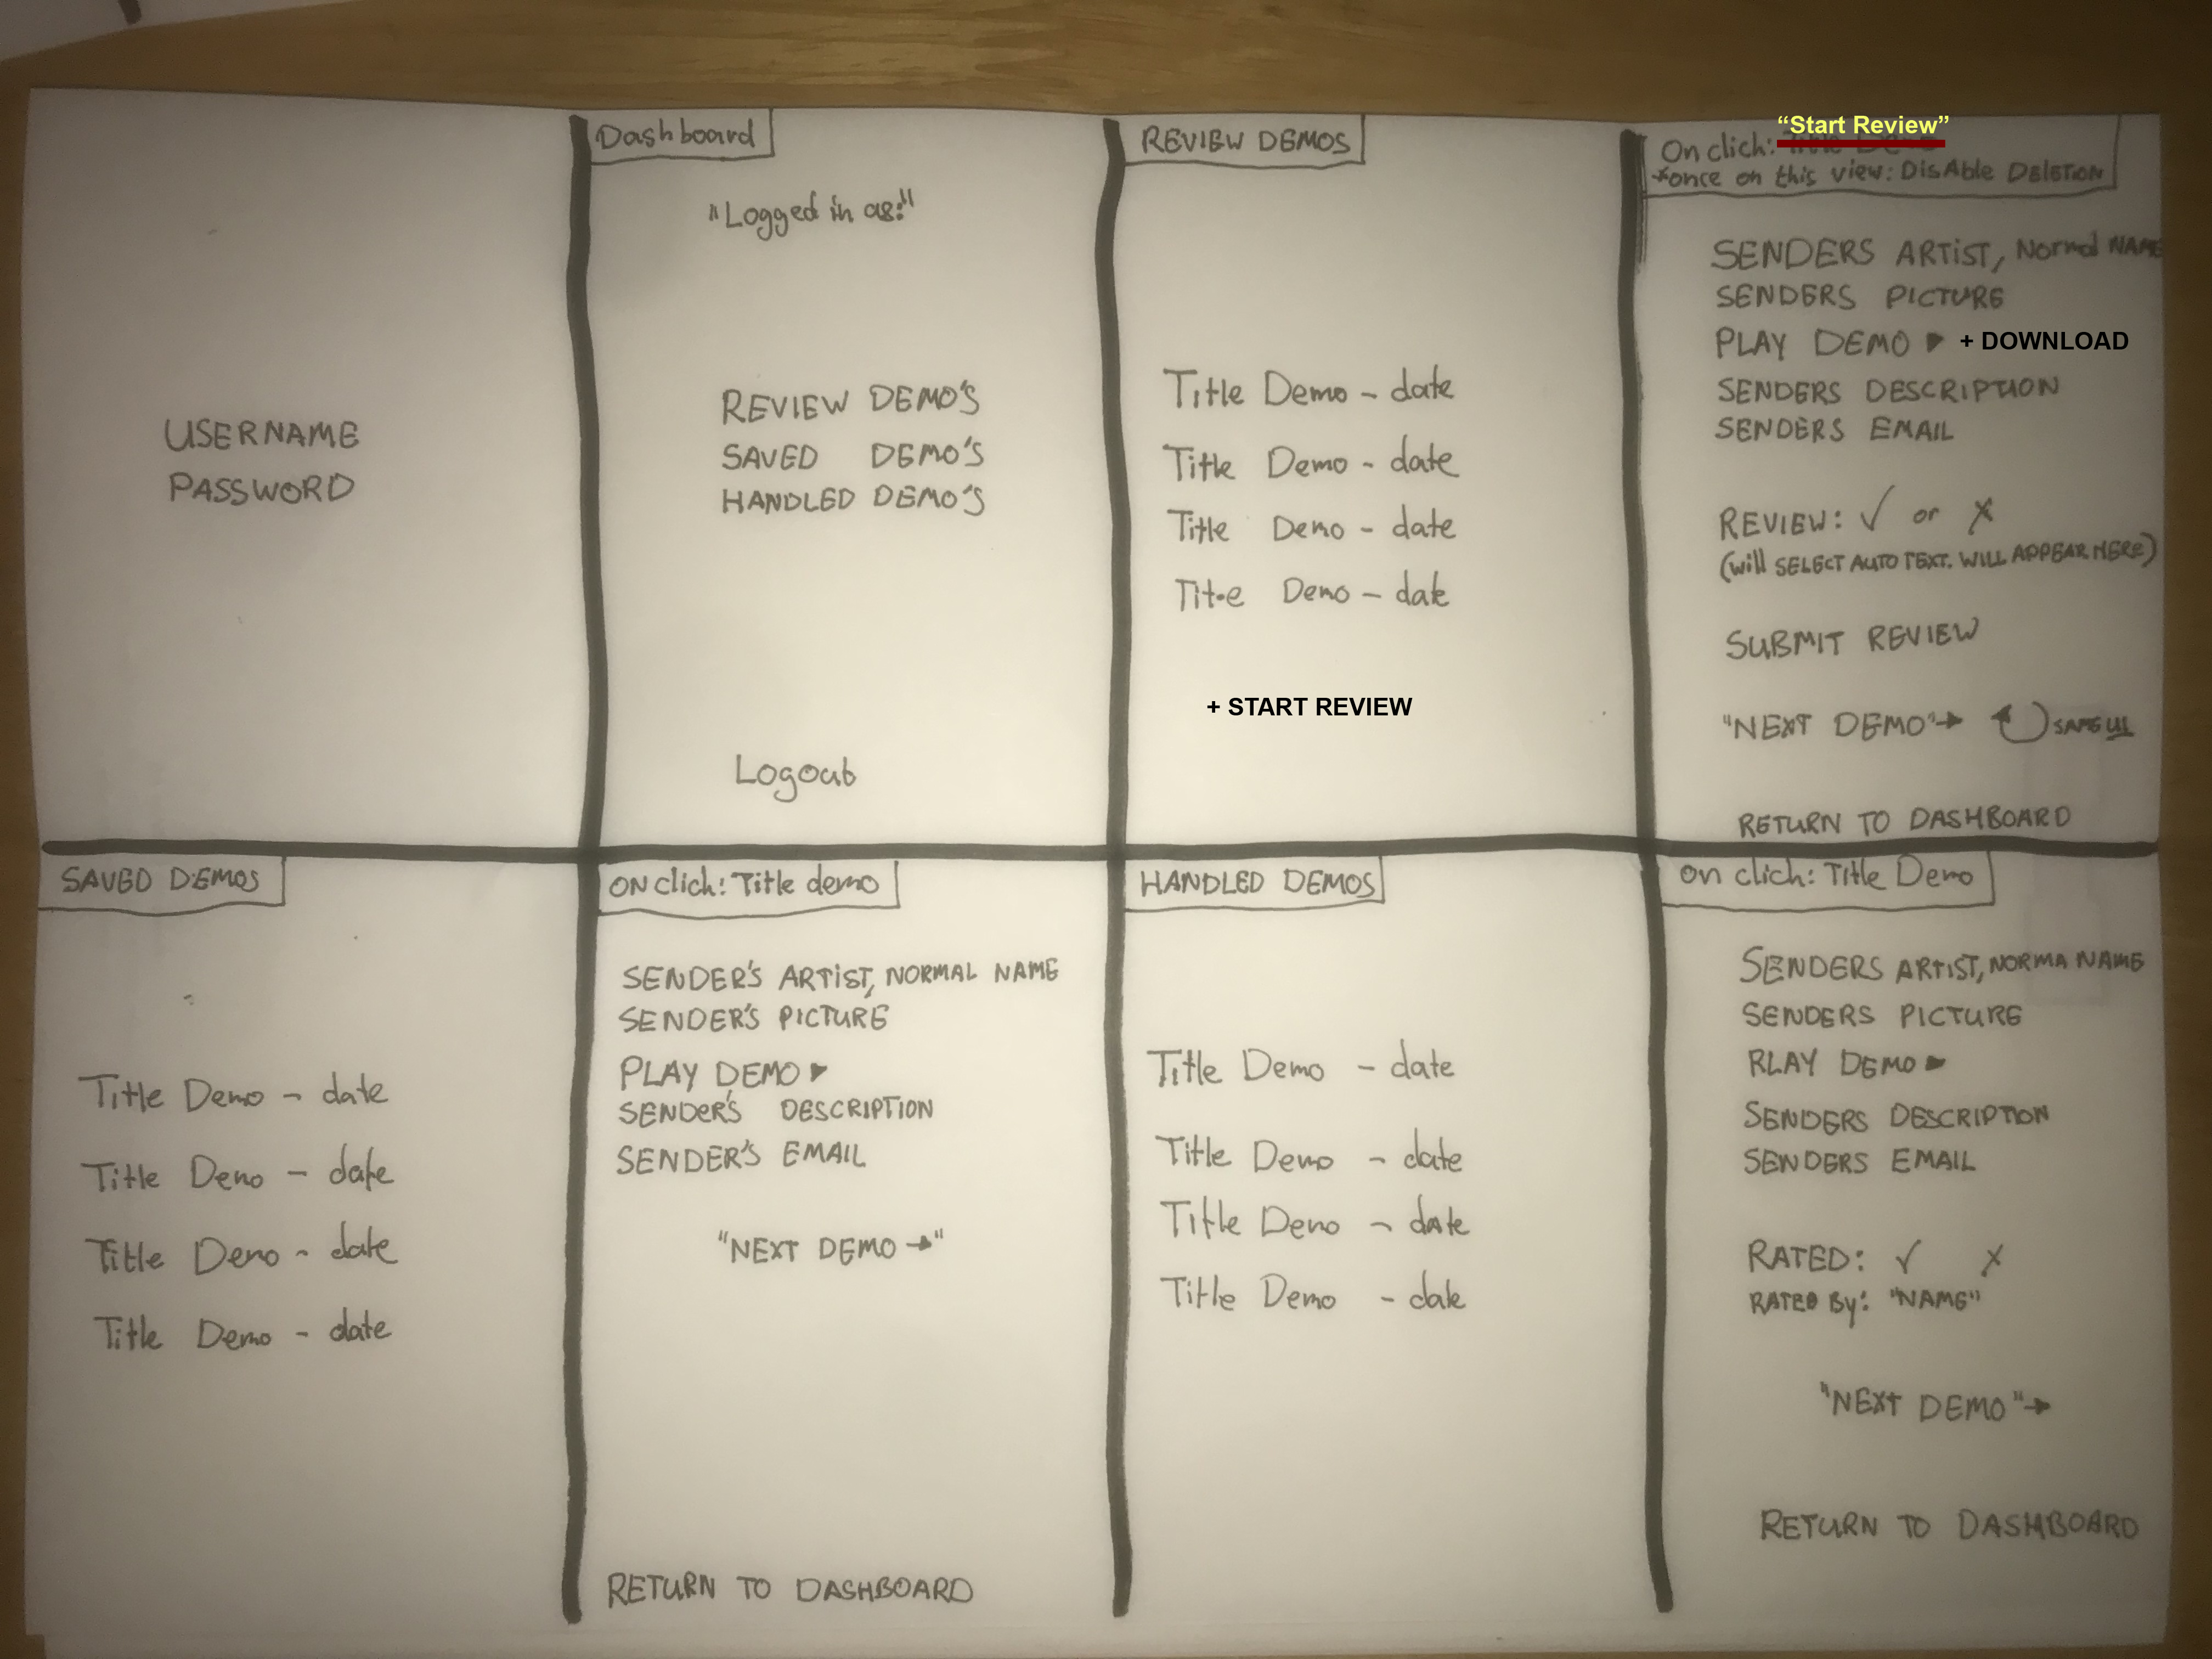 USERNAME
PASSWORD
Dashboard
"Logged in as:"
REVIEW DEMO'S
SAVED DEMO'S
HANDLED DEMO'S
Logout
REVIEW DEMOS
Title Demo - date
Title Demo - date
Title Demo - date
Title Demo - date
+ START REVIEW
“Start Review”
On click:
*once on this view: DisAble DELETION
SENDERS ARTIST, Normal NAME
SENDERS PICTURE
PLAY DEMO ▶ + DOWNLOAD
SENDERS DESCRIPTION
SENDERS EMAIL
REVIEW: ✓ or ✗
(will SELECT AUTO TEXT. WILL APPEAR HERE)
SUBMIT REVIEW
"NEXT DEMO"→ SAME UI
RETURN TO DASHBOARD
SAVED DEMOS
Title Demo - date
Title Demo - date
Title Demo - date
Title Demo - date
ON click: Title demo
SENDER'S ARTIST, NORMAL NAME
SENDER'S PICTURE
PLAY DEMO ▶
SENDER'S DESCRIPTION
SENDER'S EMAIL
"NEXT DEMO →"
RETURN TO DASHBOARD
HANDLED DEMOS
Title Demo - date
Title Demo - date
Title Demo - date
Title Demo - date
on click: Title Demo
SENDERS ARTIST, NORMA NAME
SENDERS PICTURE
PLAY DEMO ▶
SENDERS DESCRIPTION
SENDERS EMAIL
RATED: ✓ ✗
RATED By: "NAME"
"NEXT DEMO"→
RETURN TO DASHBOARD